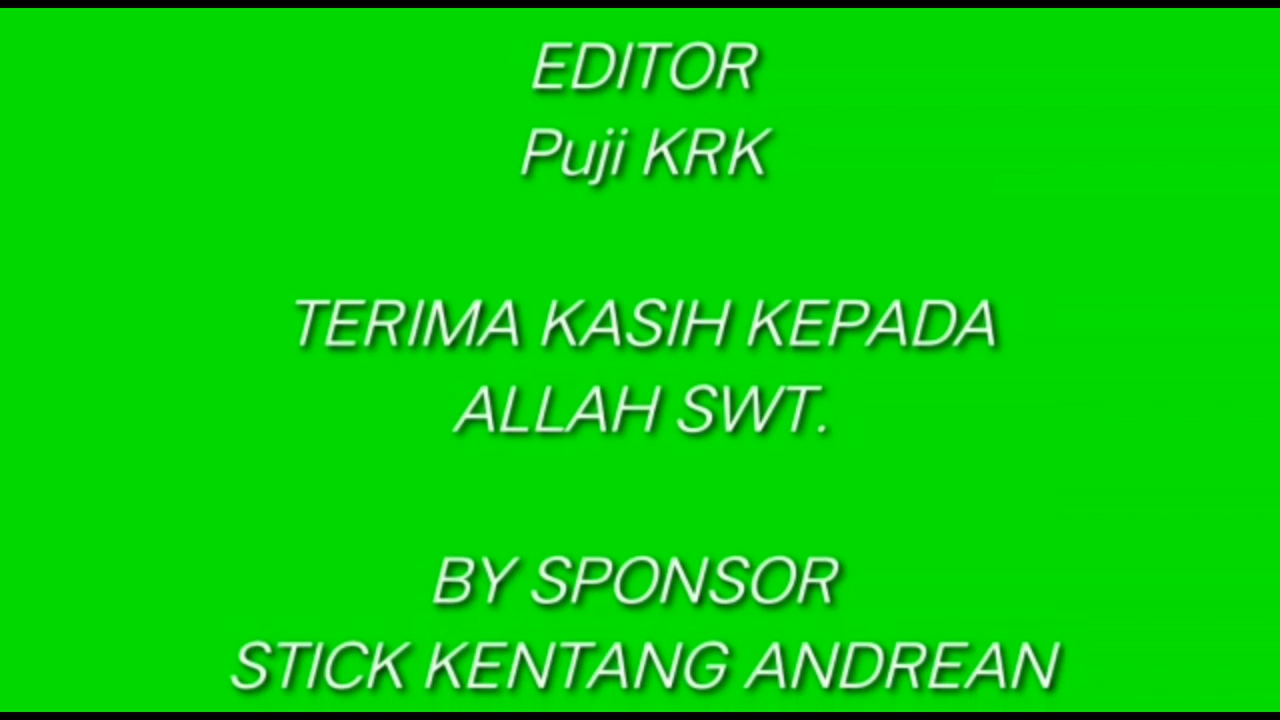 EDITOR
Puji KRK
TERIMA KASIH KEPADA
ALLAH SWT.
BY SPONSOR
STICK KENTANG ANDREAN